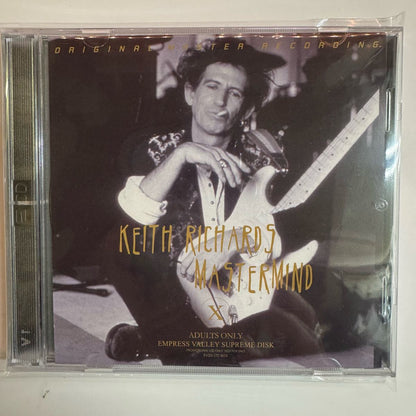 ORIGINAL MASTER RECORDING
KEITH RICHARDS
MASTERMIND
X
ADULTS ONLY
EMPRESS VALLEY SUPREME DISK